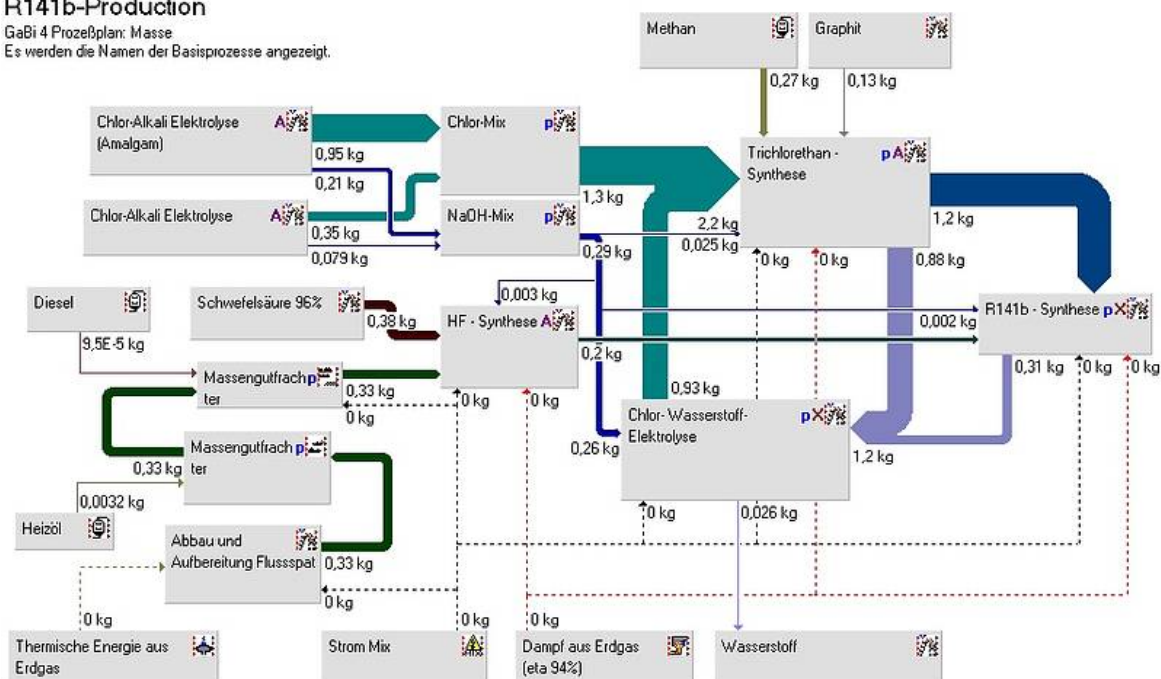 R141b-Production
GaBi 4 Prozeßplan: Masse
Es werden die Namen der Basisprozesse angezeigt.
Methan
Graphit
0,27 kg
0,13 kg
Chlor-Alkali Elektrolyse
(Amalgam)
A
0,95 kg
0,21 kg
Chlor-Mix
p
1,3 kg
Trichlorethan -
Synthese
p A
1,2 kg
Chlor-Alkali Elektrolyse
A
0,35 kg
0,079 kg
NaOH-Mix
p
0,29 kg
2,2 kg
0,025 kg
0 kg
0 kg
0,88 kg
Diesel
9,5E-5 kg
Schwefelsäure 96%
0,38 kg
0,003 kg
HF - Synthese A
0,2 kg
0,002 kg
R141b - Synthese p X
0,31 kg
0 kg
0 kg
Massengutfrach p
ter
0,33 kg
0 kg
0 kg
0 kg
0,93 kg
Chlor- Wasserstoff-
Elektrolyse
p X
0,26 kg
1,2 kg
Massengutfrach p
ter
0,33 kg
0,0032 kg
Heizöl
0 kg
0,026 kg
Abbau und
Aufbereitung Flussspat
0,33 kg
0 kg
0 kg
0 kg
0 kg
Thermische Energie aus
Erdgas
Strom Mix
Dampf aus Erdgas
(eta 94%)
Wasserstoff